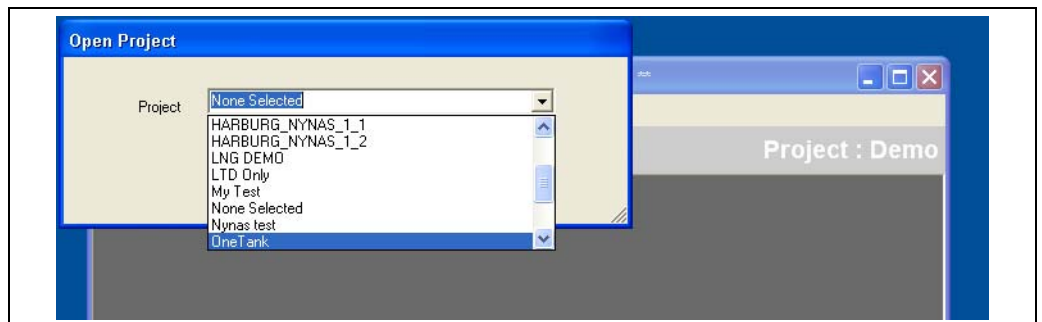 Open Project
**
Project None Selected
Project : Demo
HARBURG_NYNAS_1_1
HARBURG_NYNAS_1_2
LNG DEMO
LTD Only
My Test
None Selected
Nynas test
OneTank